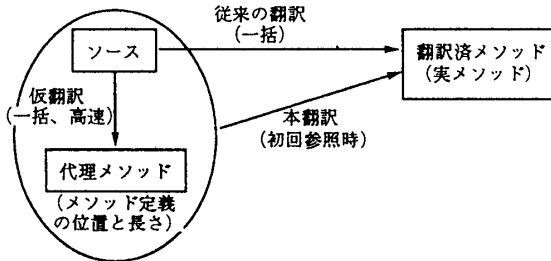 従来の翻訳
(一括)
ソース
翻訳済メソッド
(実メソッド)
仮翻訳
(一括、高速)
本翻訳
(初回参照時)
代理メソッド
(メソッド定義
の位置と長さ)